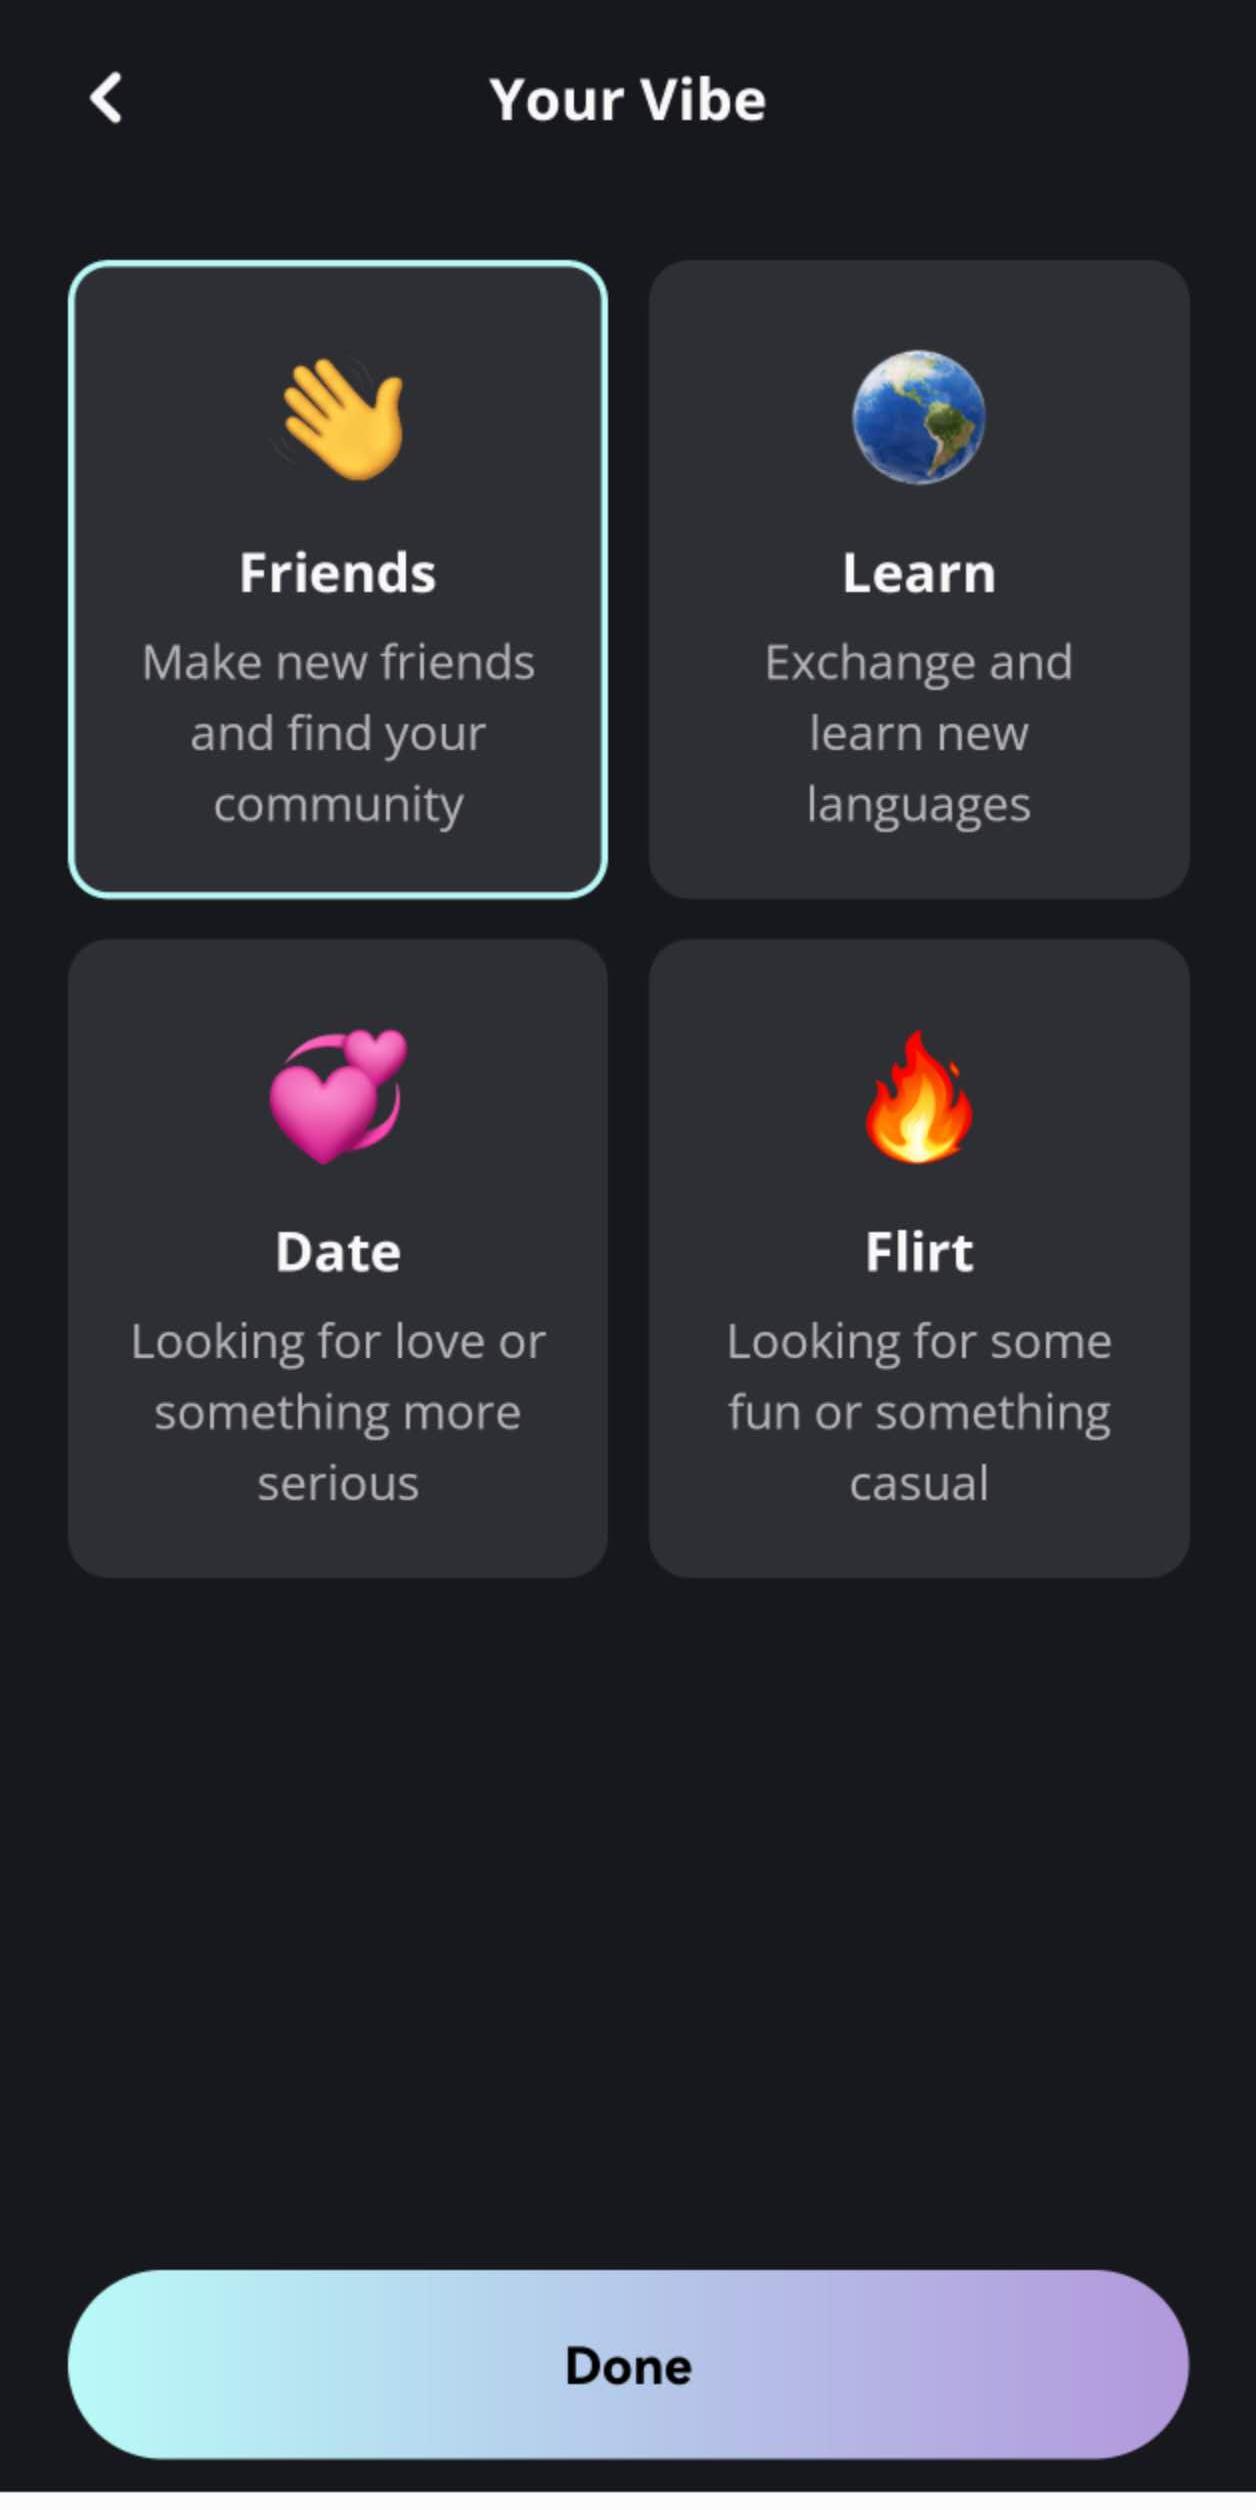 Your Vibe
Friends
Make new friends
and find your
community
Learn
Exchange and
learn new
languages
Date
Looking for love or
something more
serious
Flirt
Looking for some
fun or something
casual
Done